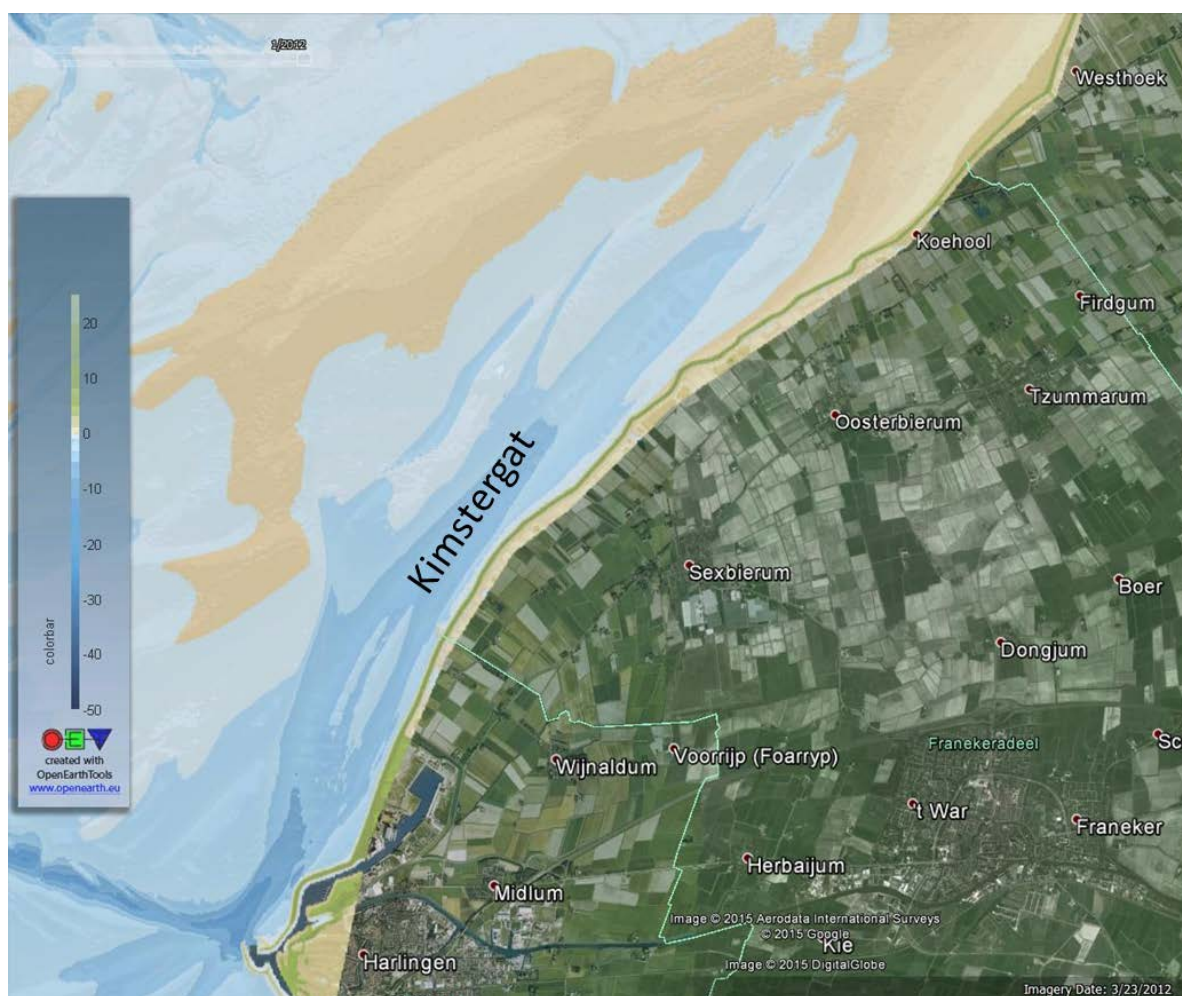 1/2012
Westhoek
Koehool
Firdgum
Tzummarum
Oosterbierum
Kimstergat
Sexbierum
Boer
Dongjum
20
10
0
-10
-20
-30
-40
-50
colorbar
E
created with
OpenEarthTools
www.openearth.eu
Franekeradeel
Sc
Voorrijp (Foarryp)
Wijnaldum
't War
Franeker
Herbaijum
Midlum
Image © 2015 Aerodata International Surveys
© 2015 Google
Kie
Harlingen
Image © 2015 DigitalGlobe
Imagery Date: 3/23/2012